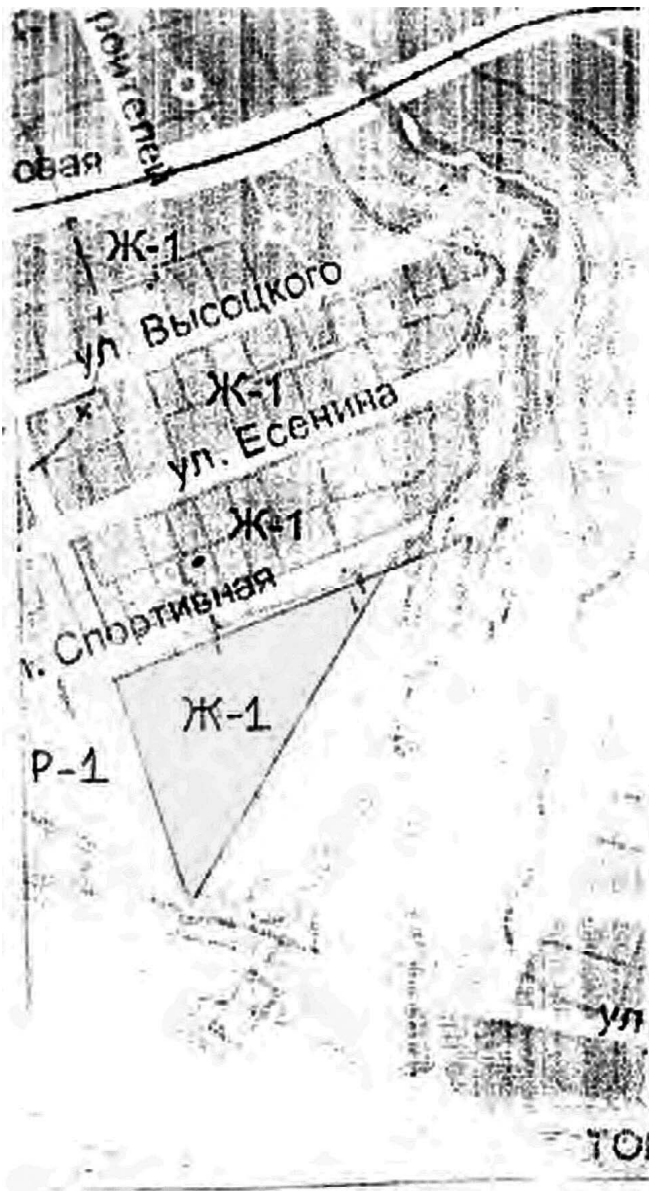 роителей
овая
Ж-1
ул. Высоцкого
Ж-1
ул. Есенина
Ж-1
. Спортивная
Ж-1
Р-1
ул
ТО